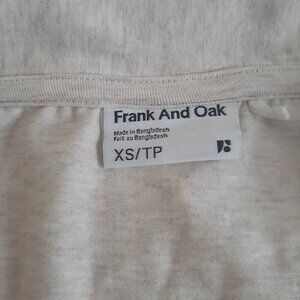 Frank And Oak
Made in Bangladesh
Fait au Bangladesh
XS/TP